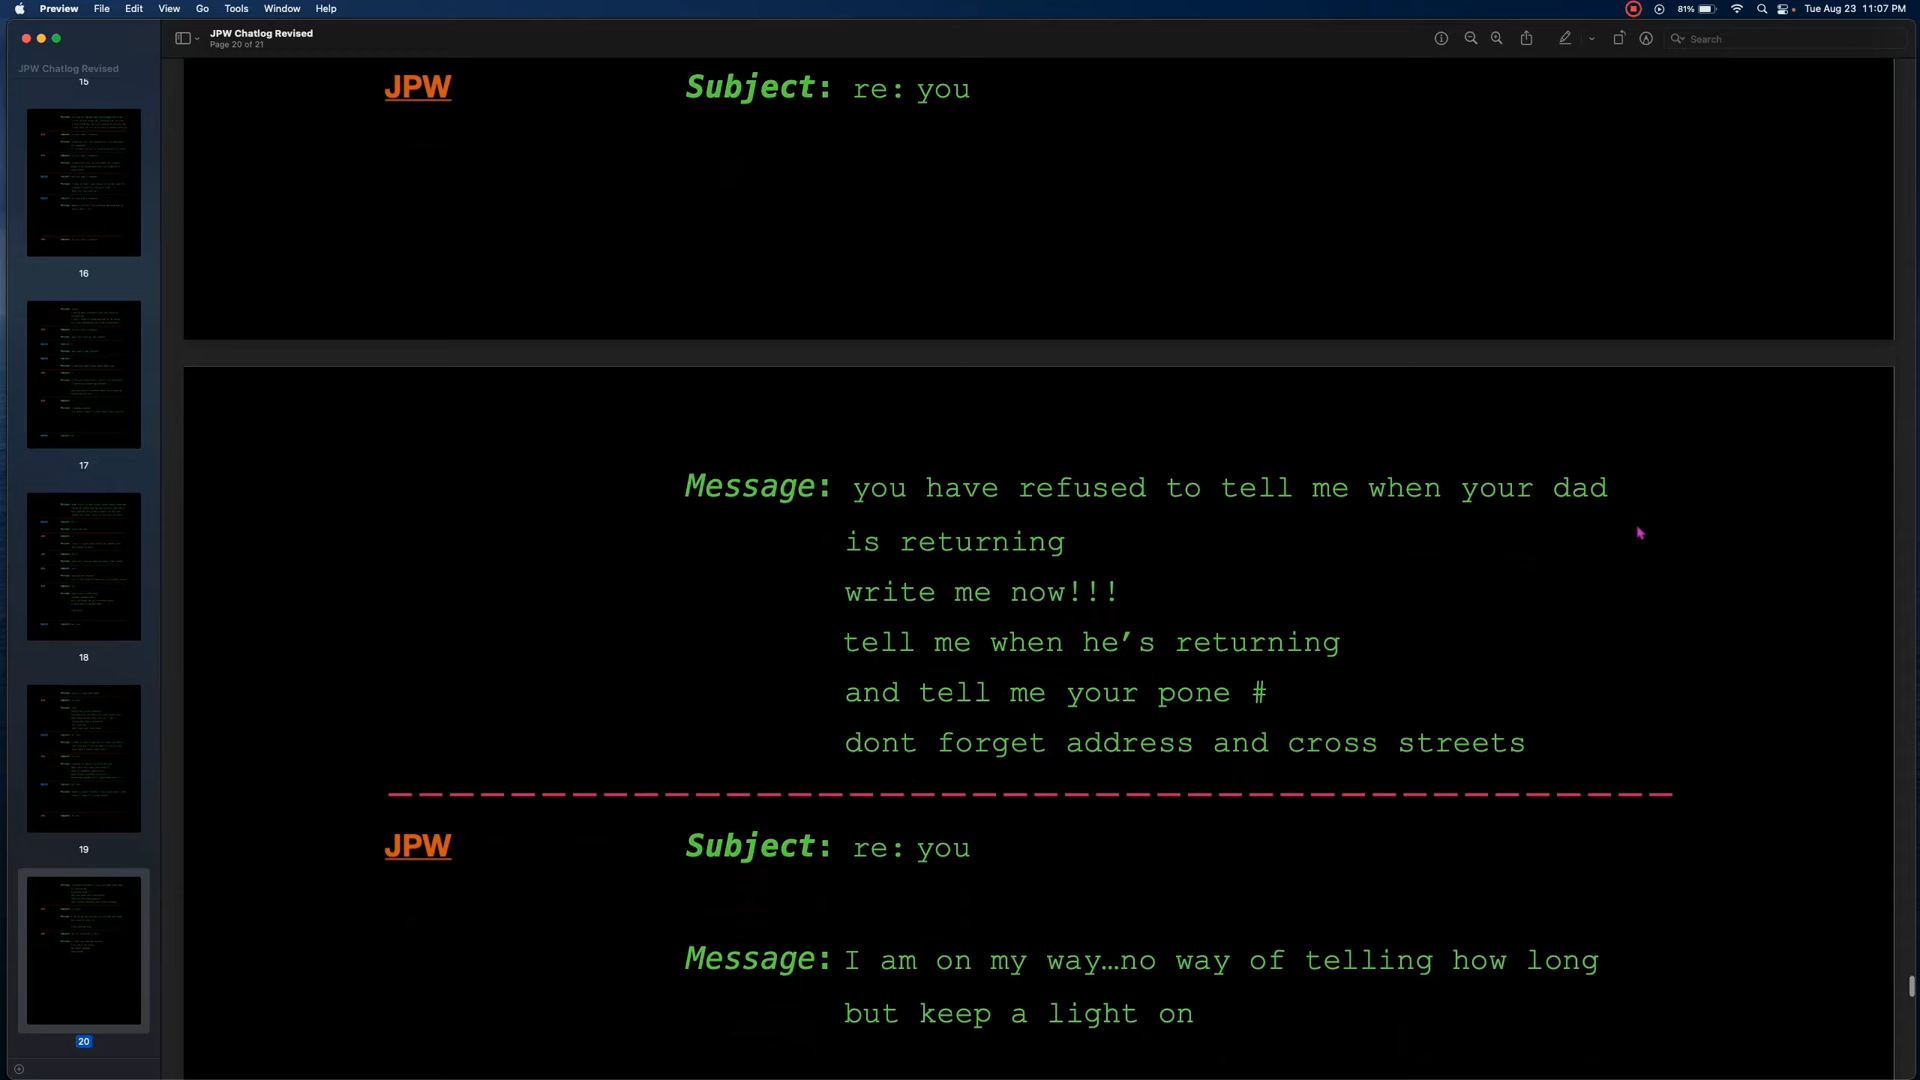 Preview File Edit View Go Tools Window Help 81% Tue Aug 23 11:07 PM
JPW Chatlog Revised
Page 20 of 21
Search
JPW Chatlog Revised
15
16
17
18
19
20
JPW Subject: re: you
Message: you have refused to tell me when your dad
is returning
write me now!!!
tell me when he’s returning
and tell me your pone #
dont forget address and cross streets
JPW Subject: re: you
Message: I am on my way…no way of telling how long
but keep a light on